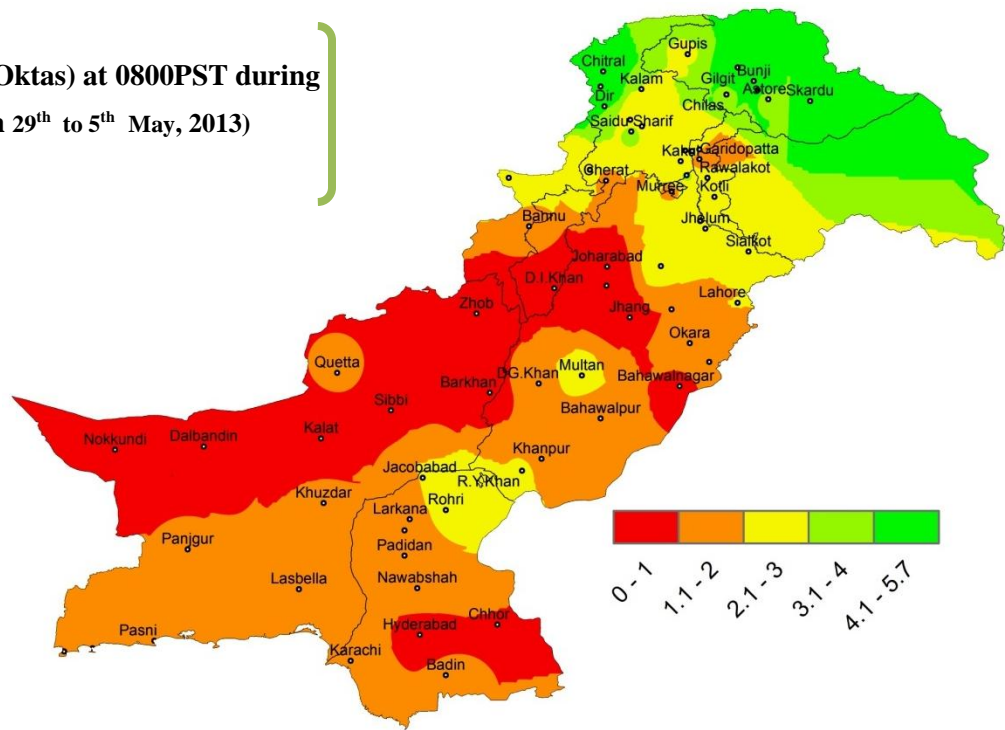 Oktas) at 0800PST during
29th to 5th May, 2013)
Gupis
Chitral
Bunji
Kalam
Gilgit
Astore
Skardu
Dir
Chilas
Saidu Sharif
Garidopatta
Kakul
Cherat
Rawalakot
Murree
Kotli
Bannu
Jhelum
Sialkot
Joharabad
D.I.Khan
Zhob
Lahore
Jhang
Okara
Quetta
Multan
D.G.Khan
Bahawalnagar
Barkhan
Sibbi
Bahawalpur
Kalat
Nokkundi
Dalbandin
Khanpur
Jacobabad
R.Y.Khan
Khuzdar
Rohri
Larkana
Panjgur
Padidan
Lasbella
Nawabshah
Chhor
Hyderabad
Pasni
Karachi
Badin
0 - 1
1.1 - 2
2.1 - 3
3.1 - 4
4.1 - 5.7